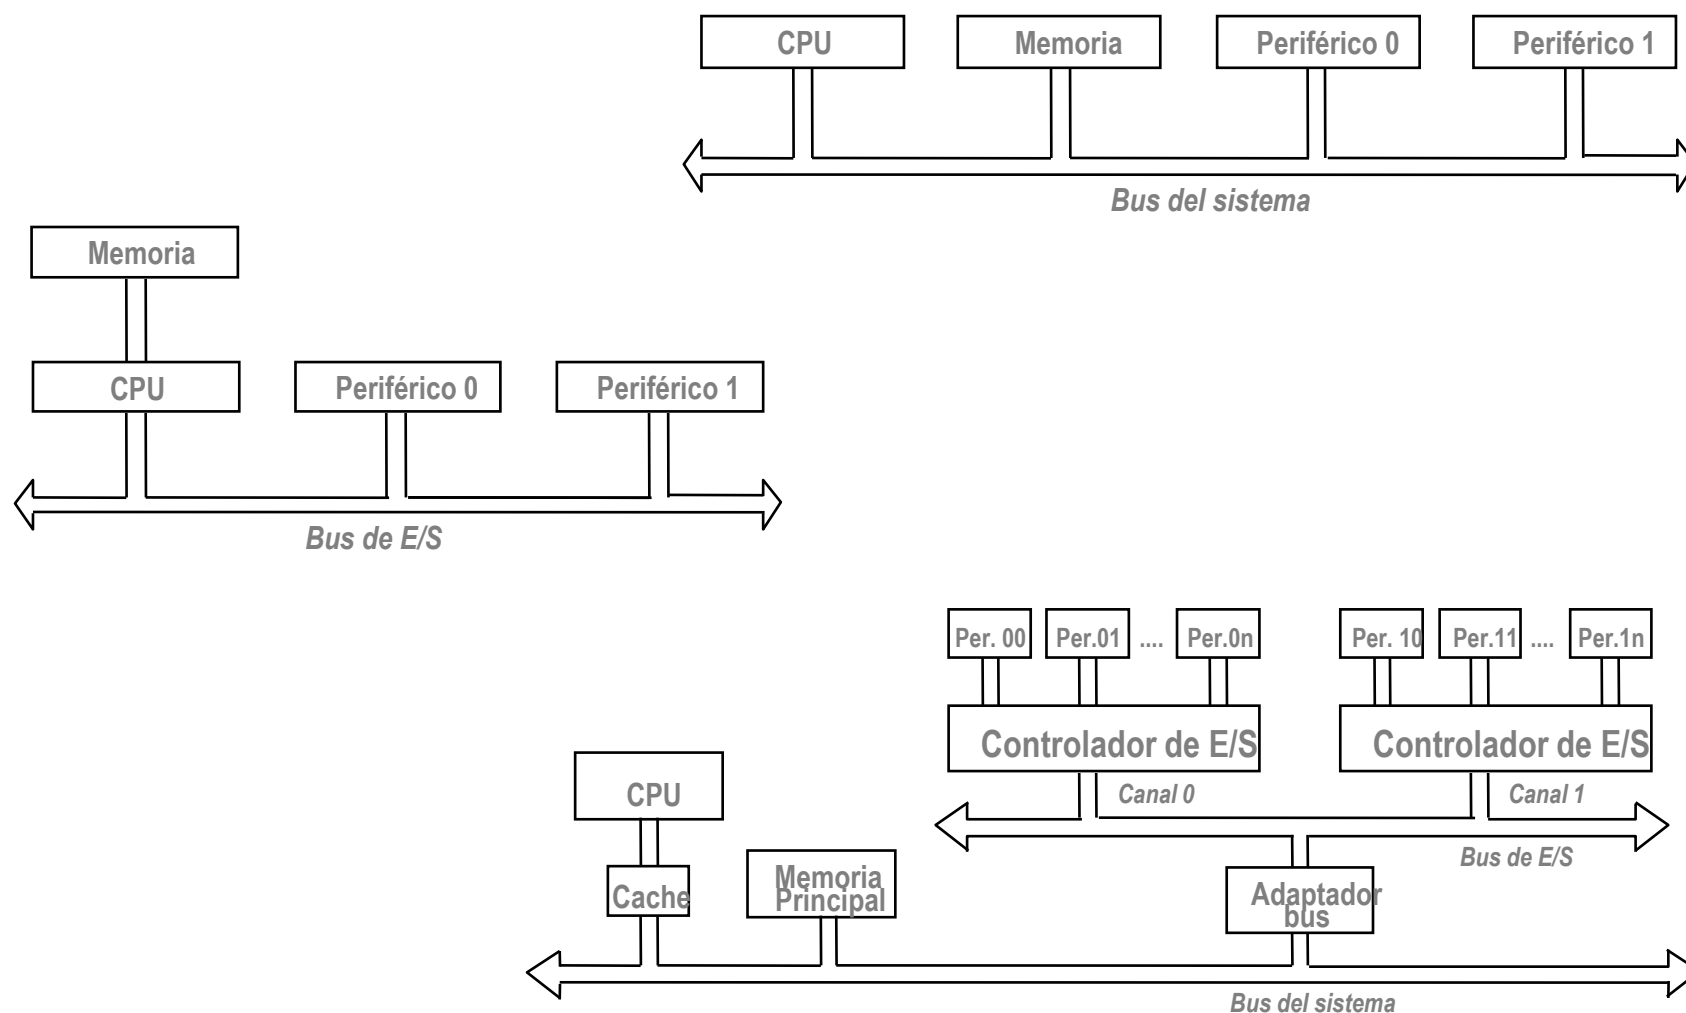 CPU
Memoria
Periférico 0
Periférico 1
Bus del sistema
Memoria
CPU
Periférico 0
Periférico 1
Bus de E/S
Per. 00
Per.01
....
Per.0n
Per. 10
Per.11
....
Per.1n
Controlador de E/S
Controlador de E/S
Canal 0
Canal 1
Bus de E/S
CPU
Cache
Memoria
Principal
Adaptador
bus
Bus del sistema